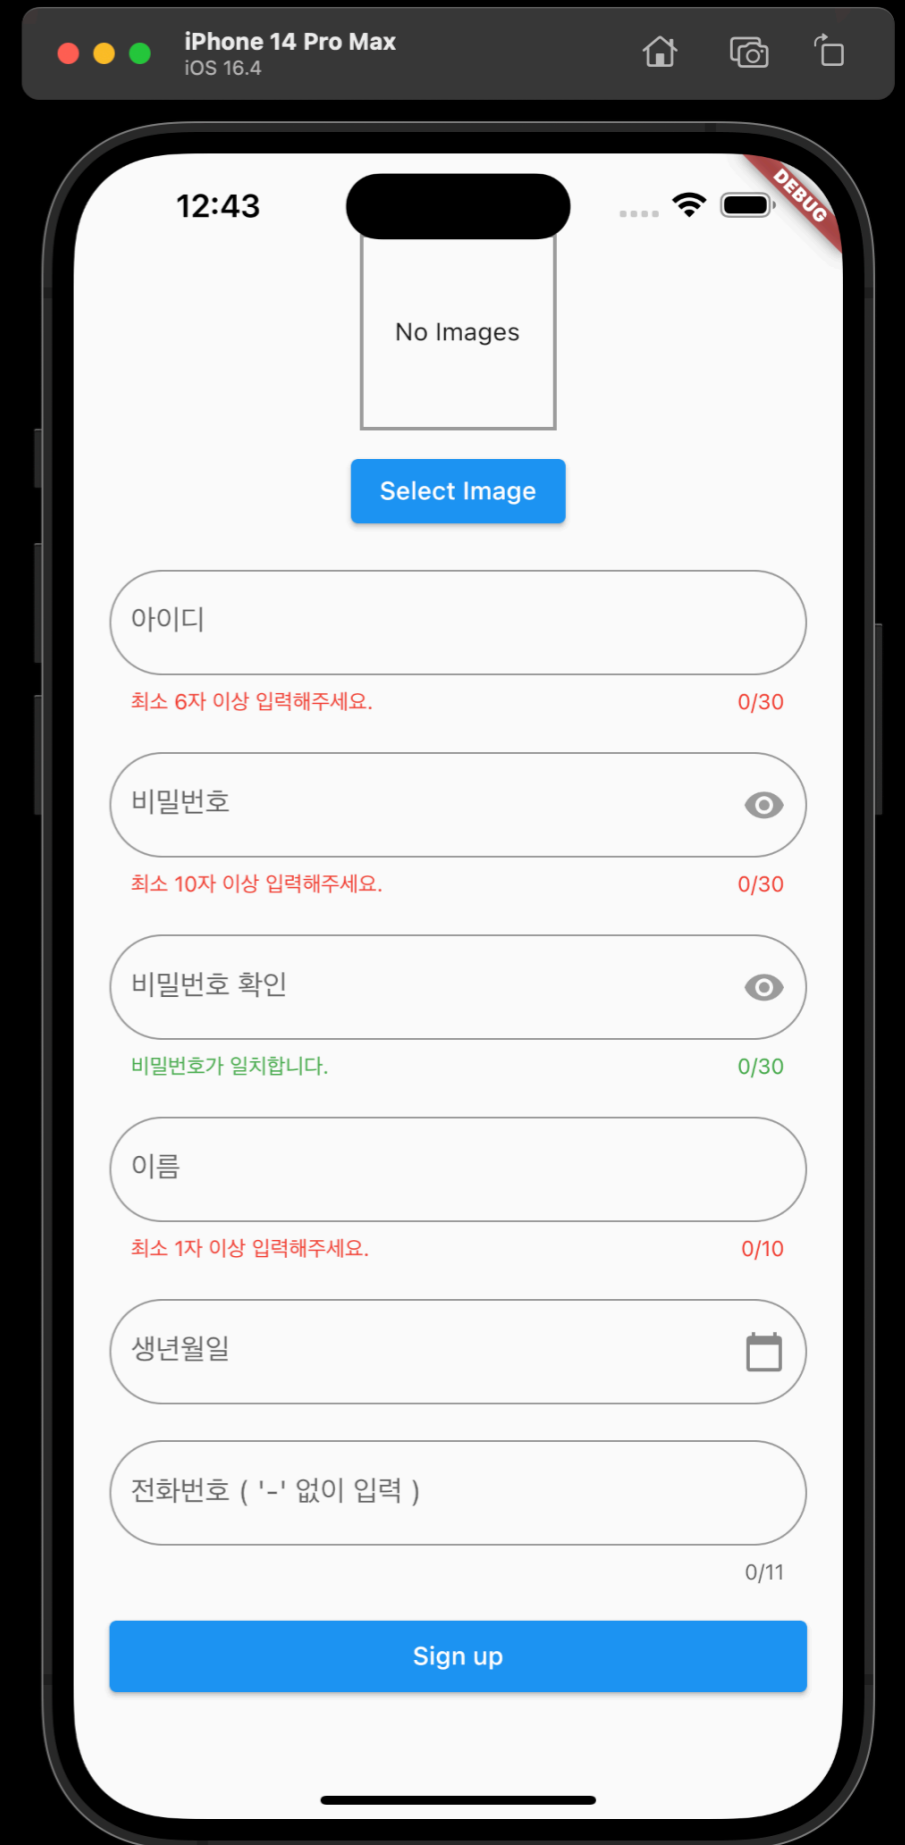 iPhone 14 Pro Max
iOS 16.4
12:43
DEBUG
No Images
Select Image
아이디
최소 6자 이상 입력해주세요. 0/30
비밀번호
최소 10자 이상 입력해주세요. 0/30
비밀번호 확인
비밀번호가 일치합니다. 0/30
이름
최소 1자 이상 입력해주세요. 0/10
생년월일
전화번호 ( '-' 없이 입력 )
0/11
Sign up